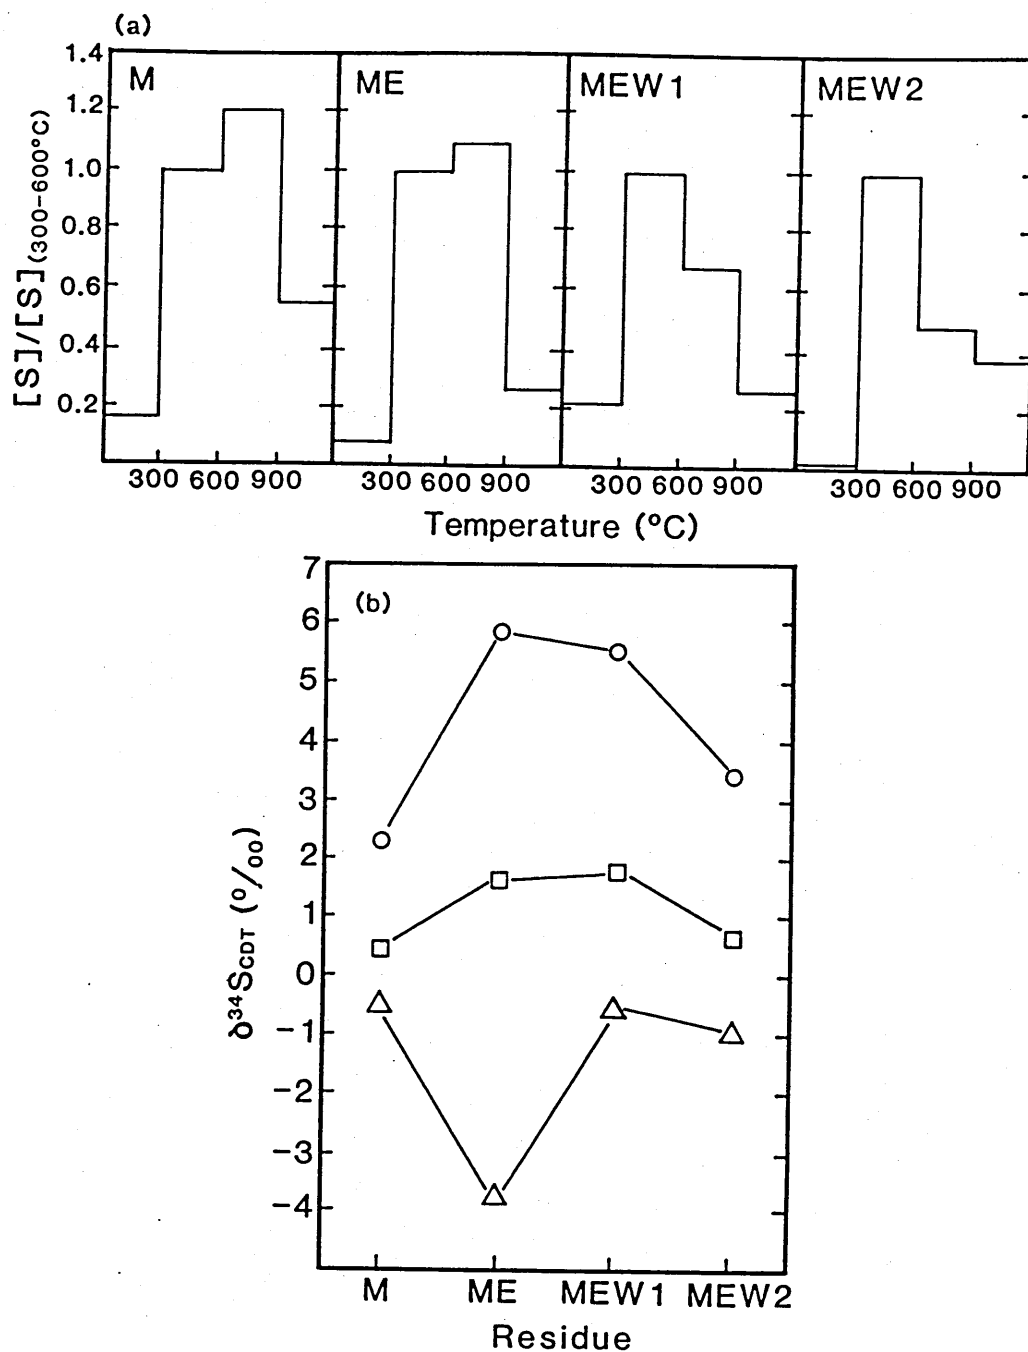 (a)
M ME MEW1 MEW2
[S]/[S](300-600°C)
1.4
1.2
1.0
0.8
0.6
0.4
0.2
300 600 900 300 600 900 300 600 900 300 600 900
Temperature (°C)
(b)
δ³⁴SCDT (°/oo)
7
6
5
4
3
2
1
0
−1
−2
−3
−4
M ME MEW1 MEW2
Residue